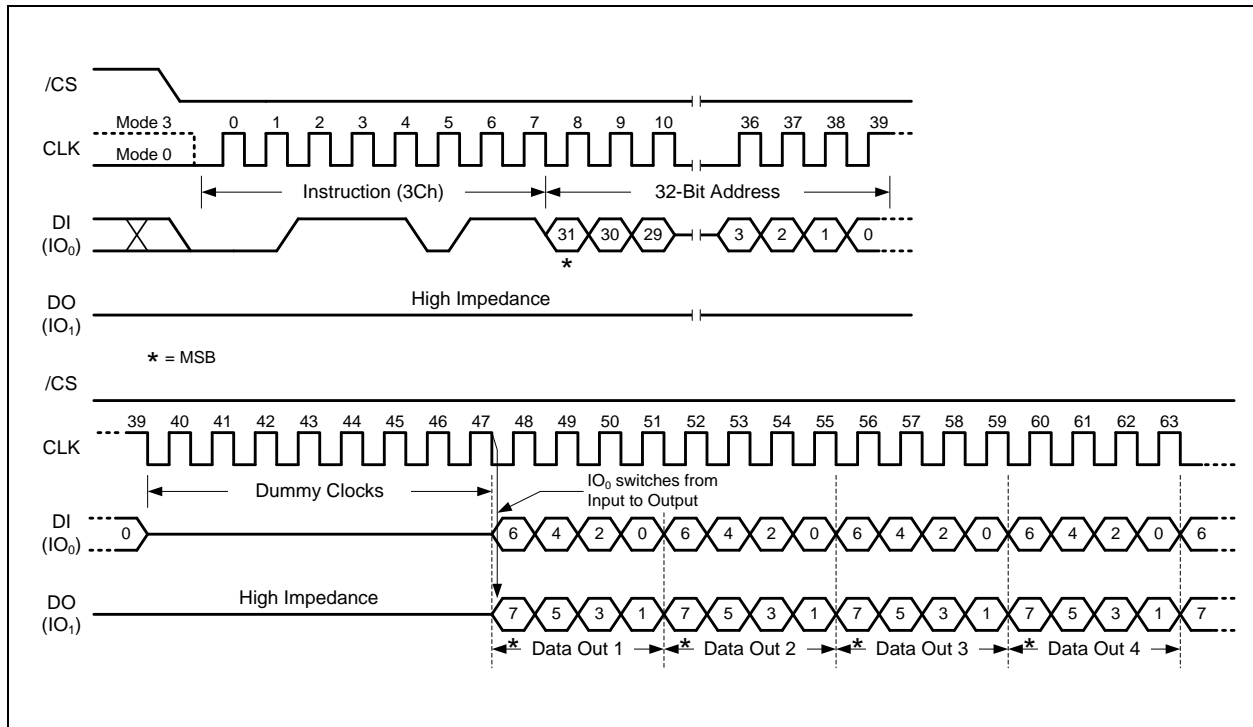 /CS
Mode 3
0 1 2 3 4 5 6 7 8 9 10 36 37 38 39
CLK
Mode 0
Instruction (3Ch) 32-Bit Address
DI
(IO₀)
31 30 29 3 2 1 0
*
High Impedance
DO
(IO₁)
* = MSB
/CS
39 40 41 42 43 44 45 46 47 48 49 50 51 52 53 54 55 56 57 58 59 60 61 62 63
CLK
Dummy Clocks
IO₀ switches from
Input to Output
DI
(IO₀)
0 6 4 2 0 6 4 2 0 6 4 2 0 6 4 2 0 6
High Impedance
DO
(IO₁)
7 5 3 1 7 5 3 1 7 5 3 1 7 5 3 1 7
* Data Out 1 * Data Out 2 * Data Out 3 * Data Out 4